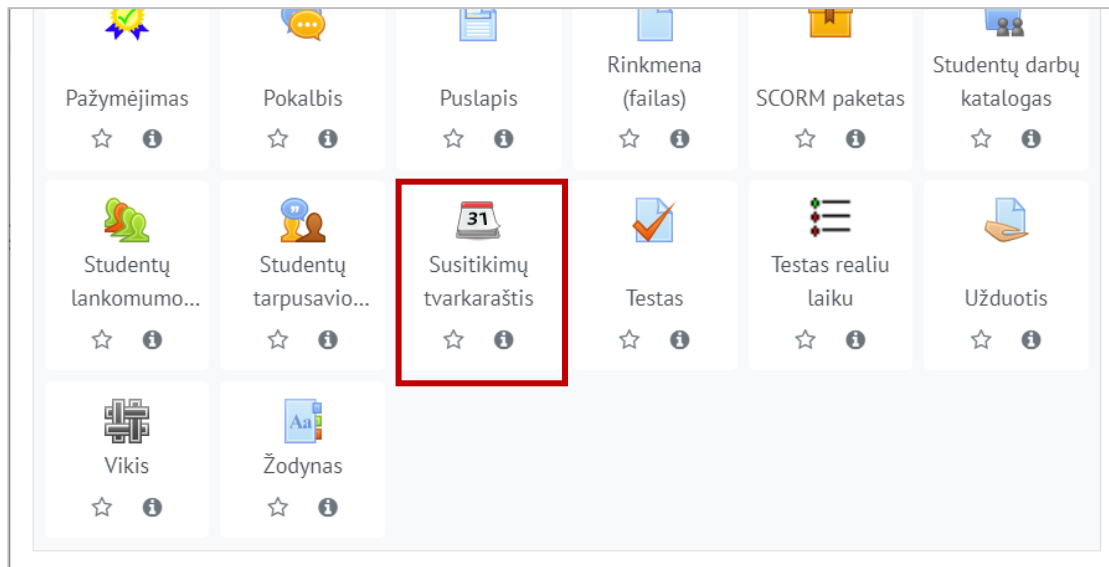 Pažymėjimas
Pokalbis
Puslapis
Rinkmena
(failas)
SCORM paketas
Studentų darbų
katalogas
Studentų
lankomumo...
Studentų
tarpusavio...
31
Susitikimų
tvarkaraštis
Testas
Testas realiu
laiku
Užduotis
Vikis
Aa
Žodynas